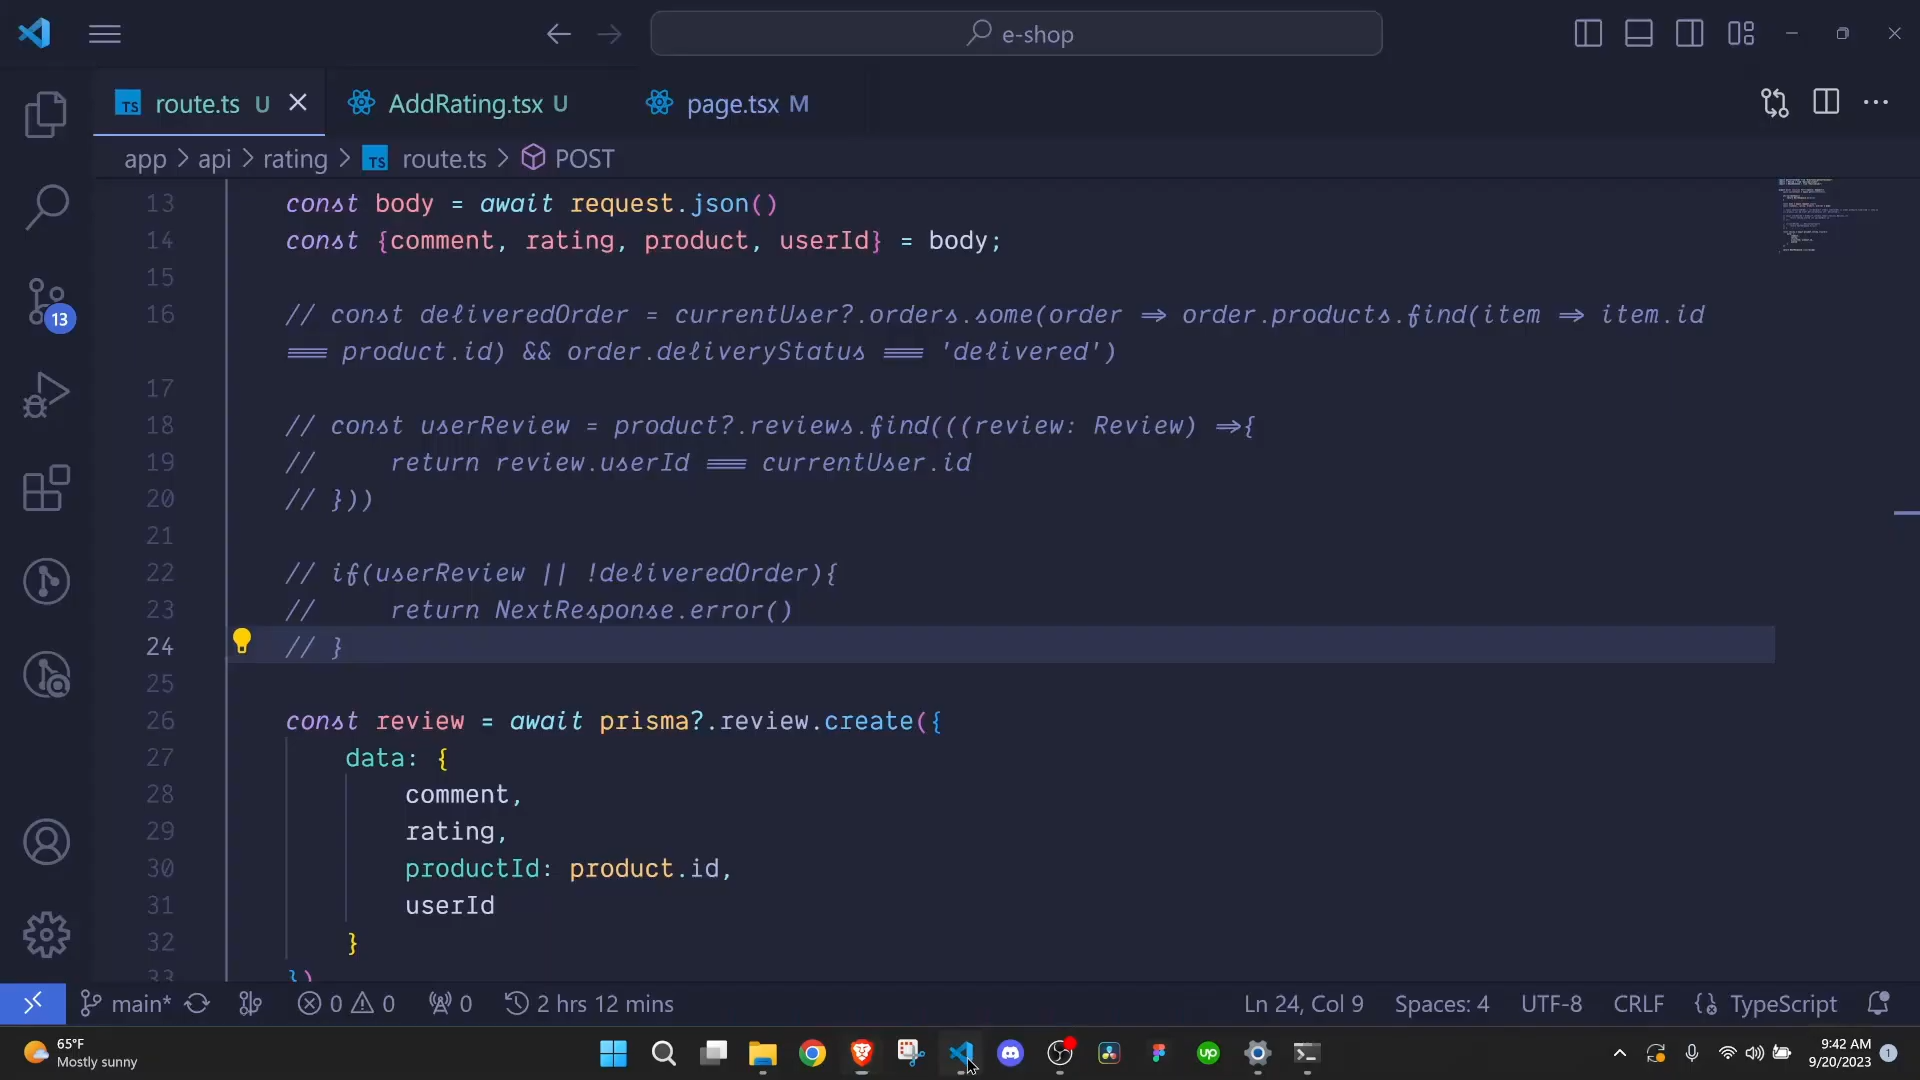 e-shop
TS route.ts U
AddRating.tsx U
page.tsx M
app > api > rating > TS route.ts > POST
13 const body = await request.json()
14 const {comment, rating, product, userId} = body;
15
16 // const deliveredOrder = currentUser?.orders.some(order => order.products.find(item => item.id
=== product.id) && order.deliveryStatus === 'delivered')
17
18 // const userReview = product?.reviews.find(((review: Review) =>{
19 //     return review.userId === currentUser.id
20 // }))
21
22 // if(userReview || !deliveredOrder){
23 //     return NextResponse.error()
24 // }
25
26 const review = await prisma?.review.create({
27 data: {
28 comment,
29 rating,
30 productId: product.id,
31 userId
32 }
33 })
13
main* 0 0 0 2 hrs 12 mins
Ln 24, Col 9 Spaces: 4 UTF-8 CRLF TypeScript
65°F
Mostly sunny
up
9:42 AM
9/20/2023
1